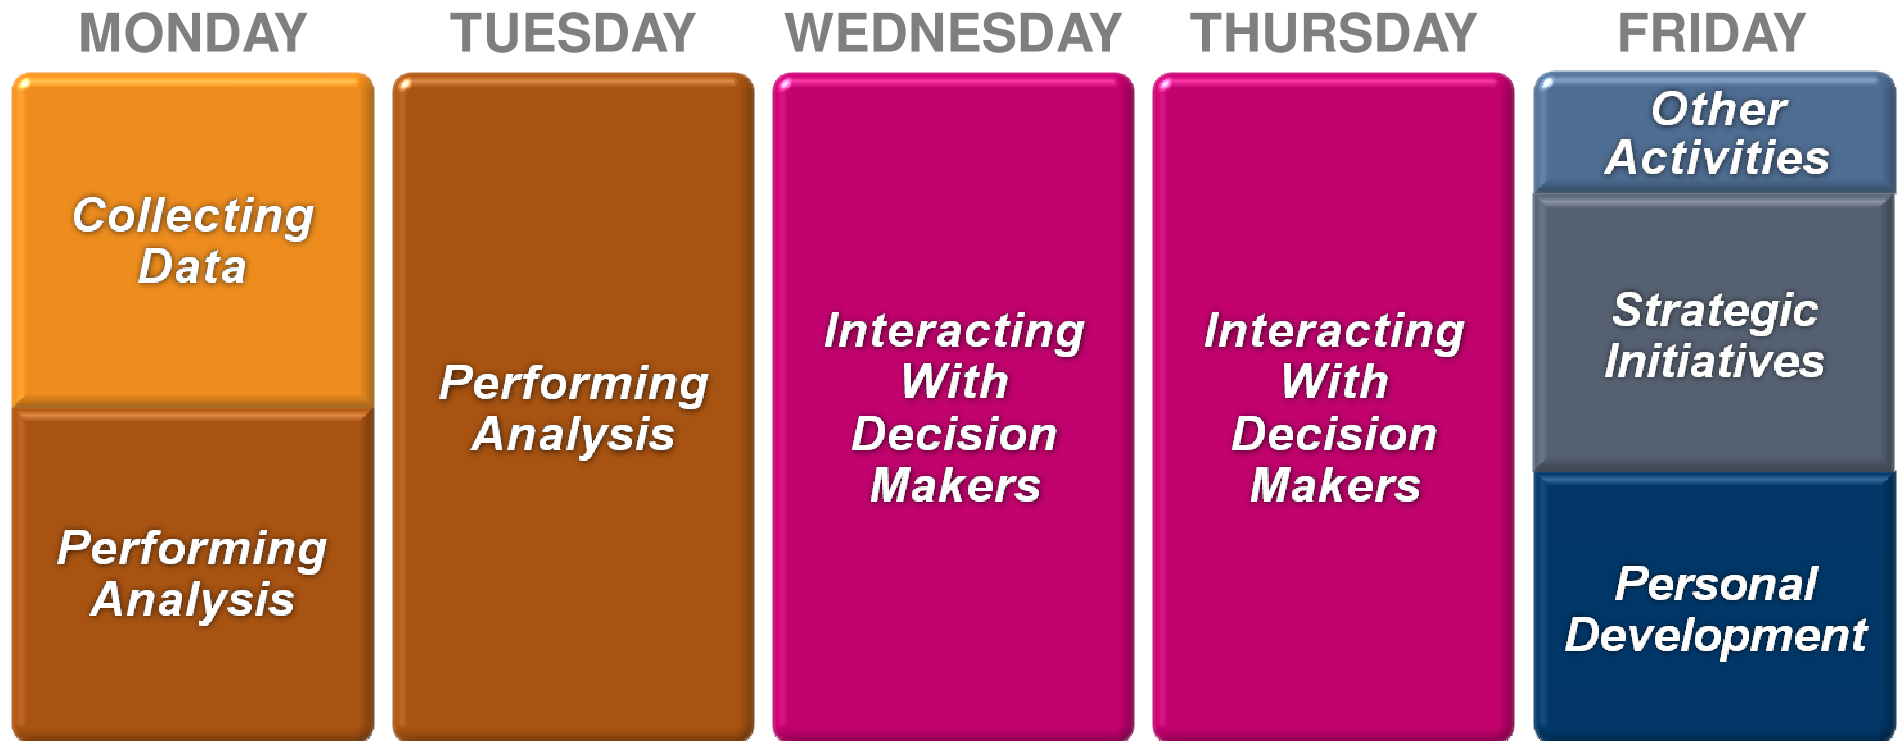 MONDAY
Collecting
Data
Performing
Analysis
TUESDAY
Performing
Analysis
WEDNESDAY
Interacting
With
Decision
Makers
THURSDAY
Interacting
With
Decision
Makers
FRIDAY
Other
Activities
Strategic
Initiatives
Personal
Development